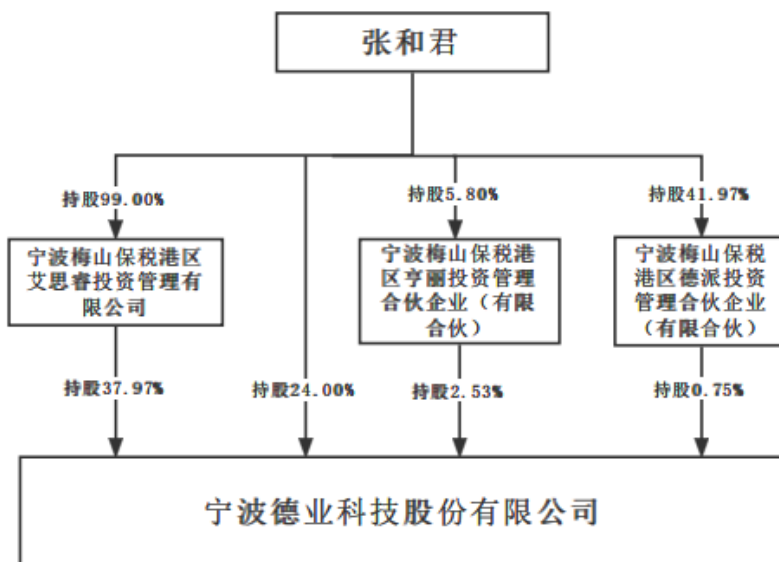 张和君
持股99.00%
持股5.80%
持股41.97%
宁波梅山保税港区
艾思睿投资管理有
限公司
宁波梅山保税港
区亨丽投资管理
合伙企业（有限
合伙）
宁波梅山保税
港区德派投资
管理合伙企业
（有限合伙）
持股37.97%
持股24.00%
持股2.53%
持股0.75%
宁波德业科技股份有限公司